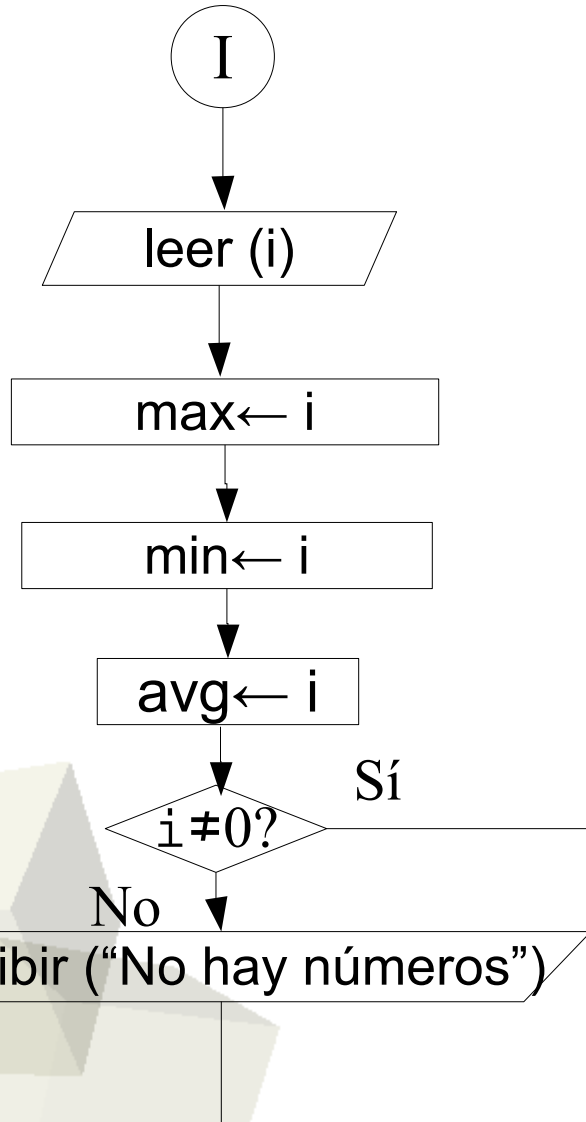 I
leer (i)
max← i
min← i
avg← i
Sí
i≠0?
No
ibir (“No hay números”)